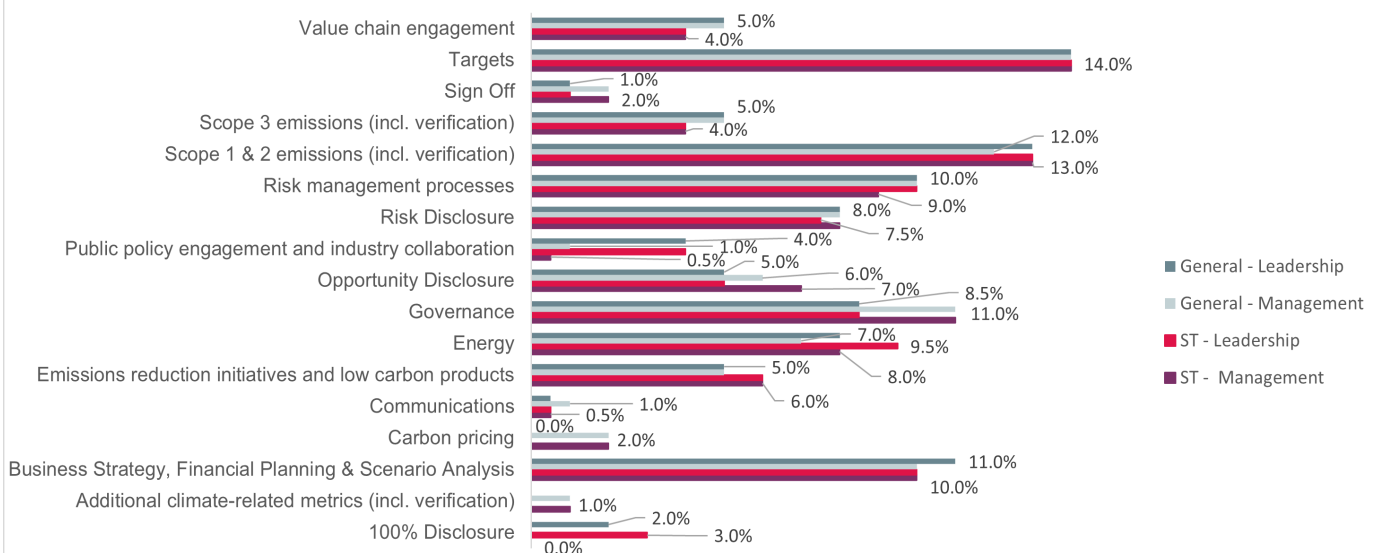 Value chain engagement
5.0%
4.0%
Targets
14.0%
Sign Off
1.0%
2.0%
Scope 3 emissions (incl. verification)
5.0%
4.0%
Scope 1 & 2 emissions (incl. verification)
12.0%
13.0%
Risk management processes
10.0%
9.0%
Risk Disclosure
8.0%
7.5%
Public policy engagement and industry collaboration
4.0%
1.0%
0.5%
Opportunity Disclosure
5.0%
6.0%
7.0%
Governance
8.5%
11.0%
Energy
7.0%
9.5%
8.0%
Emissions reduction initiatives and low carbon products
5.0%
6.0%
Communications
1.0%
0.5%
Carbon pricing
0.0%
2.0%
Business Strategy, Financial Planning & Scenario Analysis
11.0%
10.0%
Additional climate-related metrics (incl. verification)
1.0%
100% Disclosure
2.0%
3.0%
0.0%
General - Leadership
General - Management
ST - Leadership
ST - Management